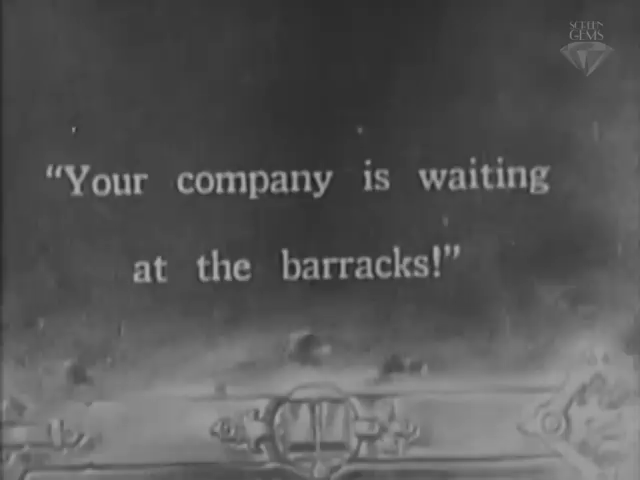 SCREEN
GEMS
“Your company is waiting
at the barracks!”